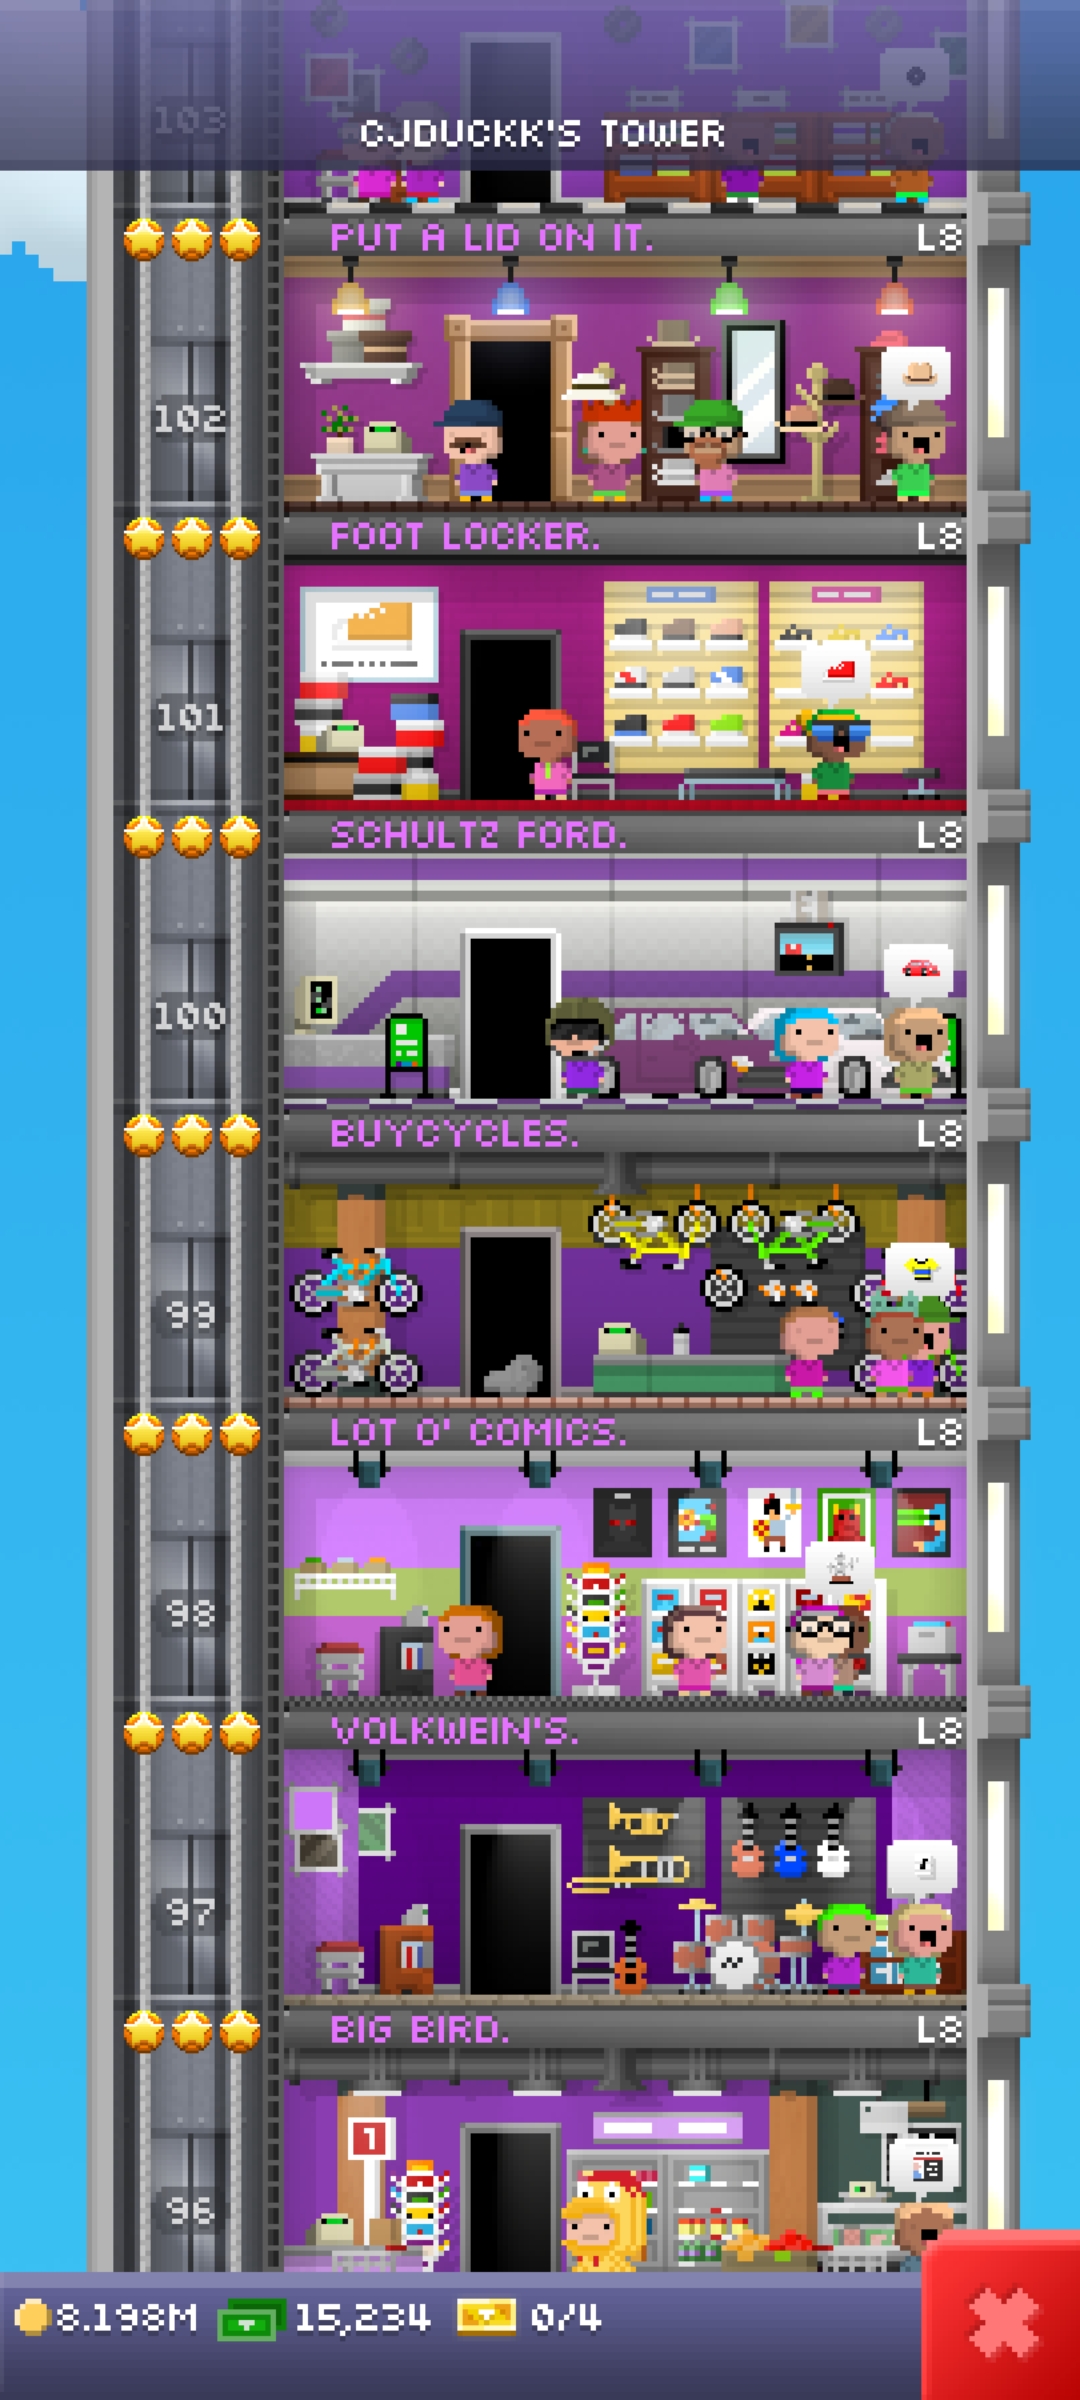 103
CJDUCKK'S TOWER
PUT A LID ON IT. L8
102
FOOT LOCKER. L8
101
SCHULTZ FORD. L8
100
BUYCYCLES. L8
99
LOT O' COMICS. L8
98
VOLKWEIN'S. L8
97
BIG BIRD. L8
1
96
8.198M 15,234 0/4